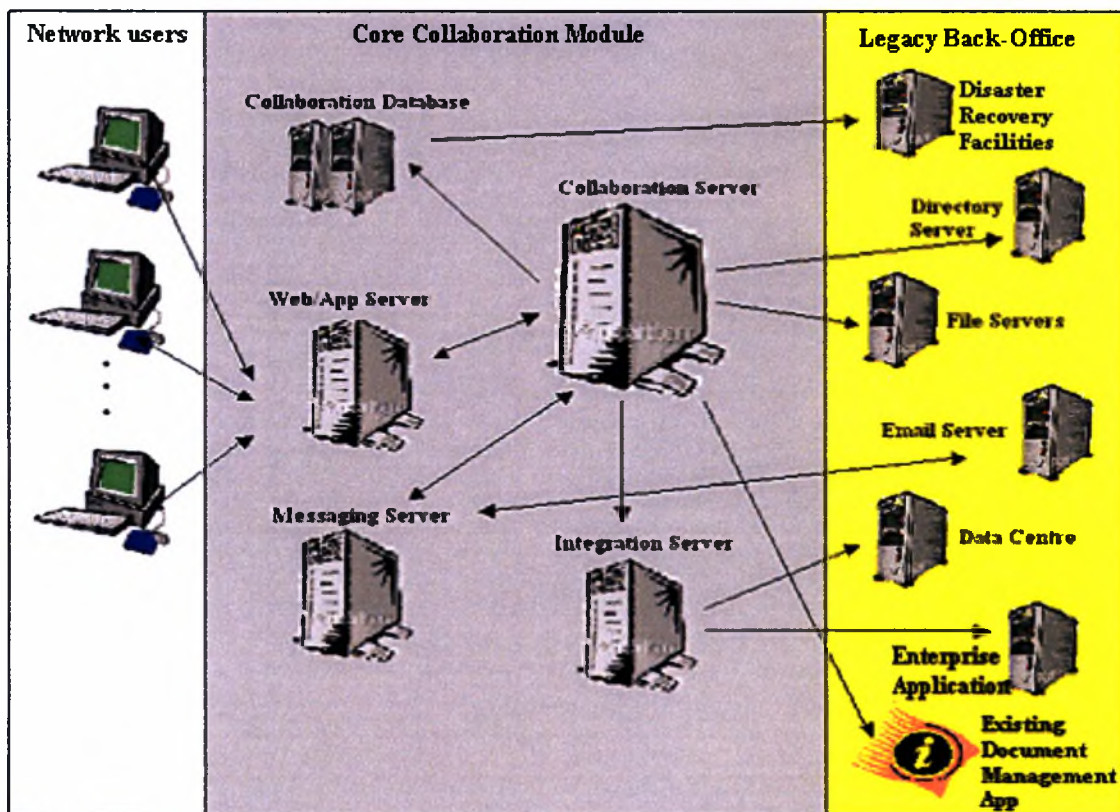 Network users
Core Collaboration Module
Legacy Back-Office
Collaboration Database
Disaster
Recovery
Facilities
Collaboration Server
Directory
Server
Web/App Server
File Servers
Email Server
Messaging Server
Integration Server
Data Centre
Enterprise
Application
i
Existing
Document
Management
App